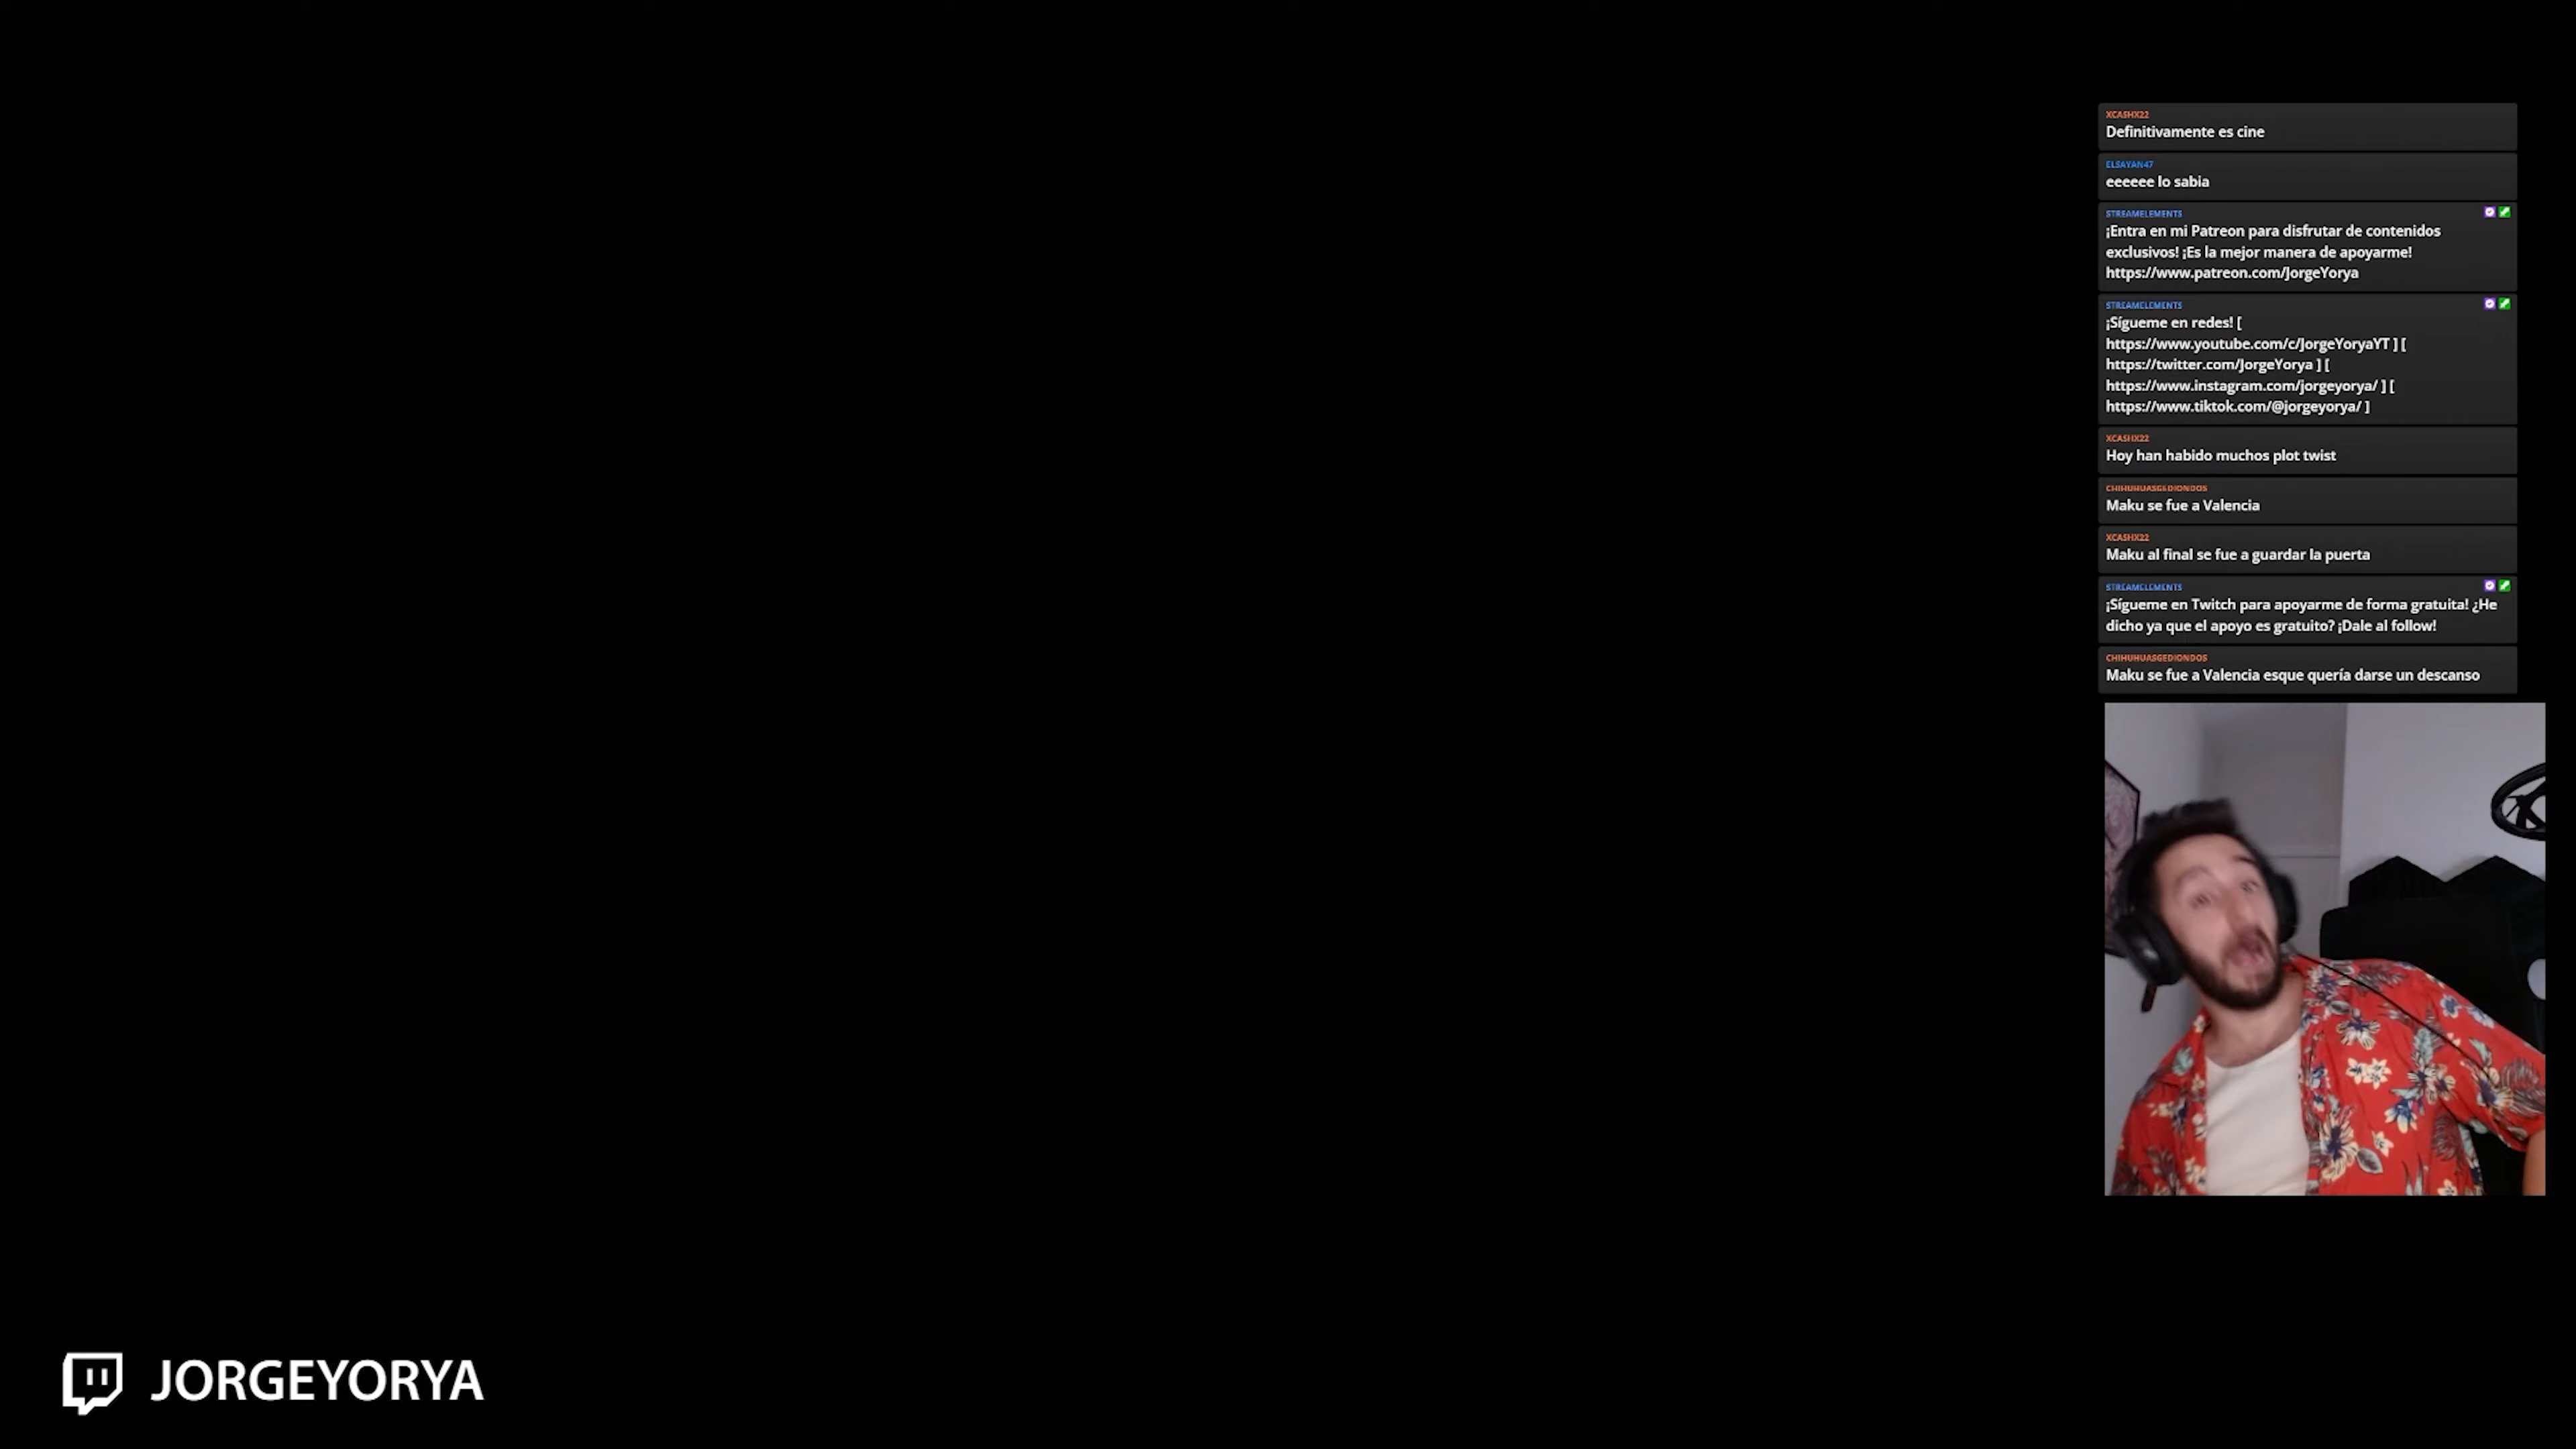 XCASHX22
Definitivamente es cine
ELSAYAN47
eeeeee lo sabia
STREAMELEMENTS
¡Entra en mi Patreon para disfrutar de contenidos
exclusivos! ¡Es la mejor manera de apoyarme!
https://www.patreon.com/JorgeYorya
STREAMELEMENTS
¡Sígueme en redes! [
https://www.youtube.com/c/JorgeYoryaYT ] [
https://twitter.com/JorgeYorya ] [
https://www.instagram.com/jorgeyorya/ ] [
https://www.tiktok.com/@jorgeyorya/ ]
XCASHX22
Hoy han habido muchos plot twist
CHIHUHUASGEDIONDOS
Maku se fue a Valencia
XCASHX22
Maku al final se fue a guardar la puerta
STREAMELEMENTS
¡Sígueme en Twitch para apoyarme de forma gratuita! ¿He
dicho ya que el apoyo es gratuito? ¡Dale al follow!
CHIHUHUASGEDIONDOS
Maku se fue a Valencia esque quería darse un descanso
JORGEYORYA